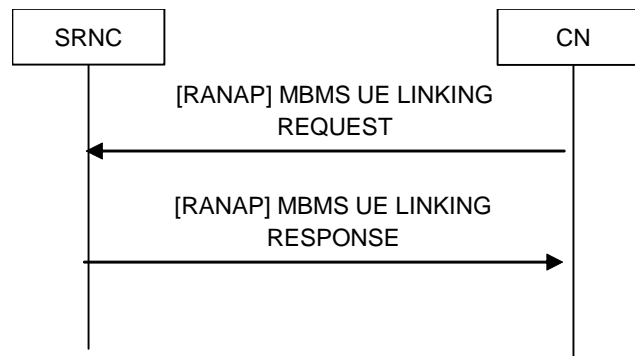 SRNC
CN
[RANAP] MBMS UE LINKING
REQUEST
[RANAP] MBMS UE LINKING
RESPONSE